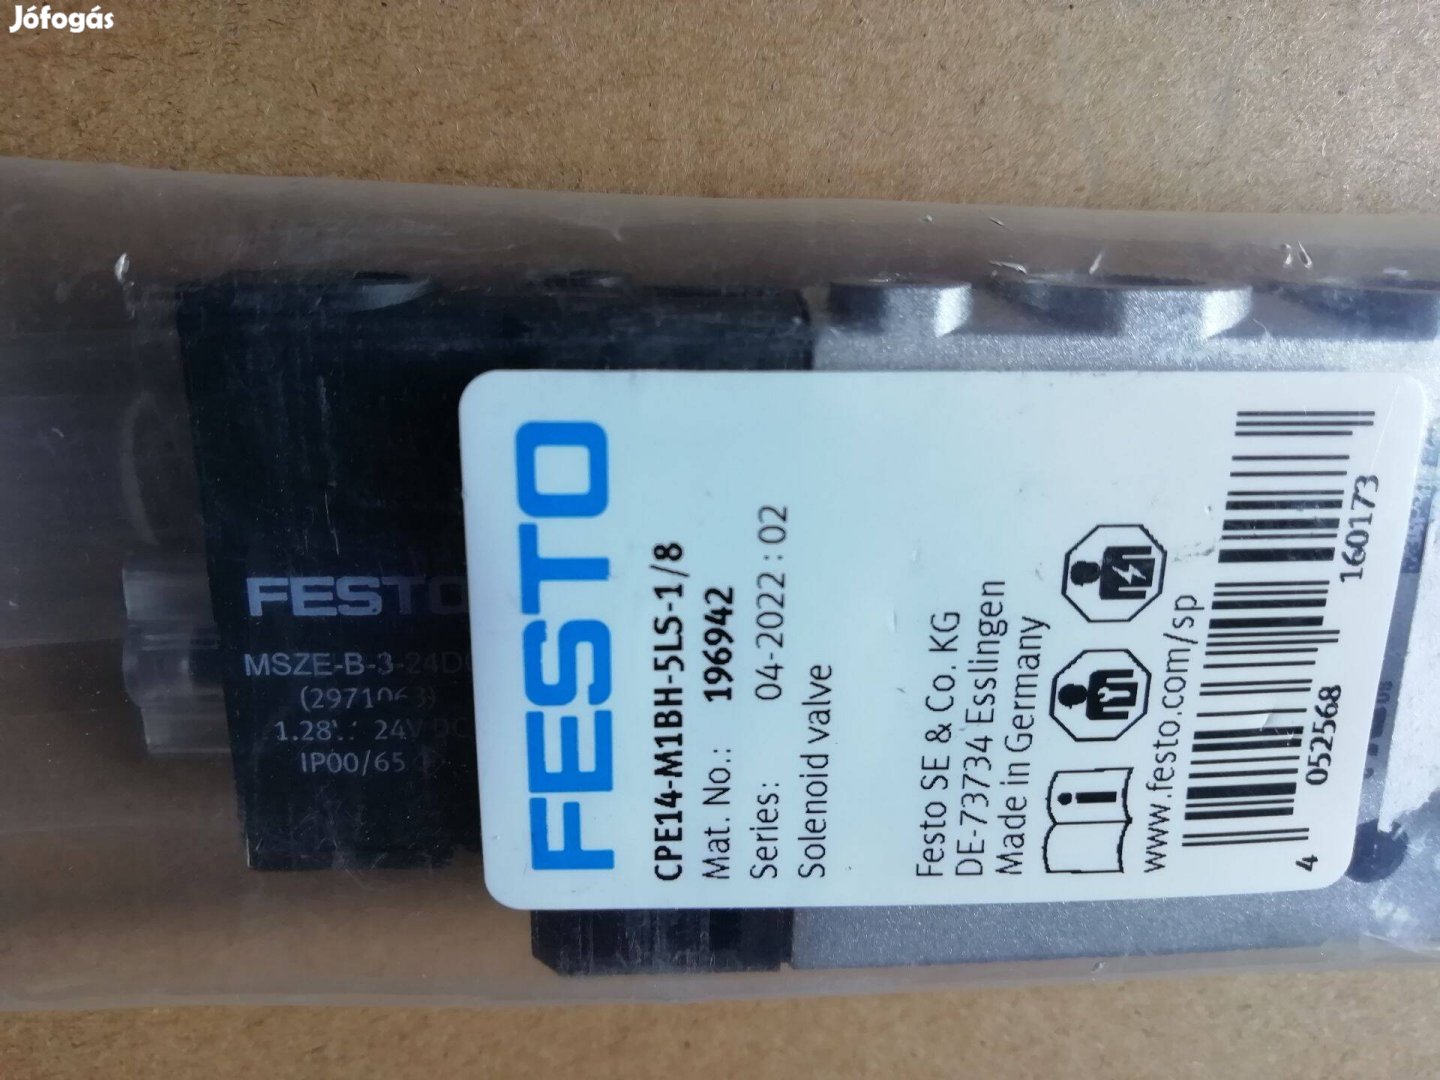 Jófogás
FESTO
MSZE-B-3-24DC
1.28W: 24V DC
IP00/65
FESTO
CPE14-M1BH-5LS-1/8
Mat. No.: 196942
Series: 04-2022 : 02
Solenoid valve
Festo SE & Co. KG
DE-73734 Esslingen
Made in Germany
www.festo.com/sp
4 052568 160173